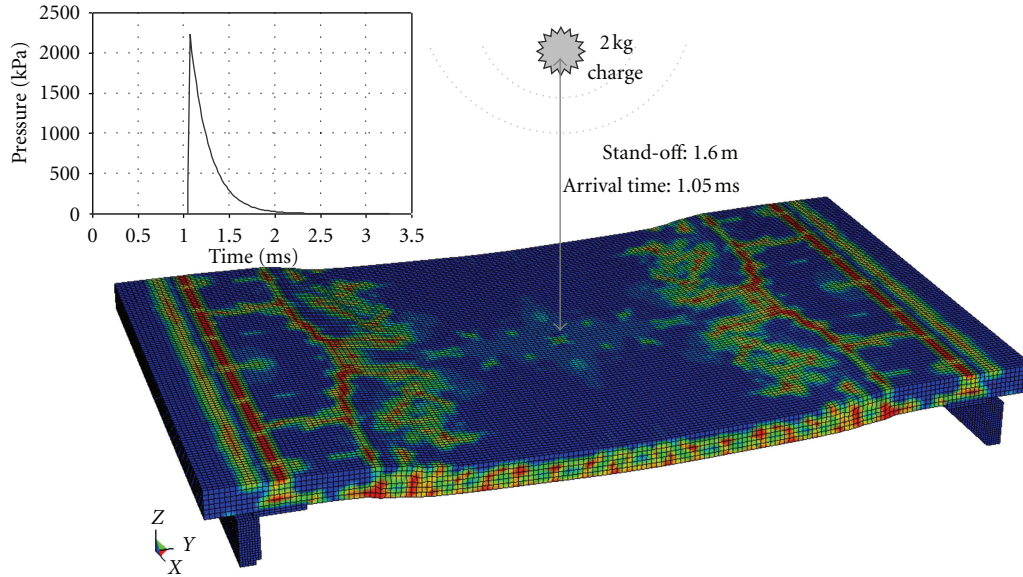 2500
2000
1500
1000
500
0
Pressure (kPa)
0 0.5 1 1.5 2 2.5 3 3.5
Time (ms)
2 kg
charge
Stand-off: 1.6 m
Arrival time: 1.05 ms
Z
Y
X